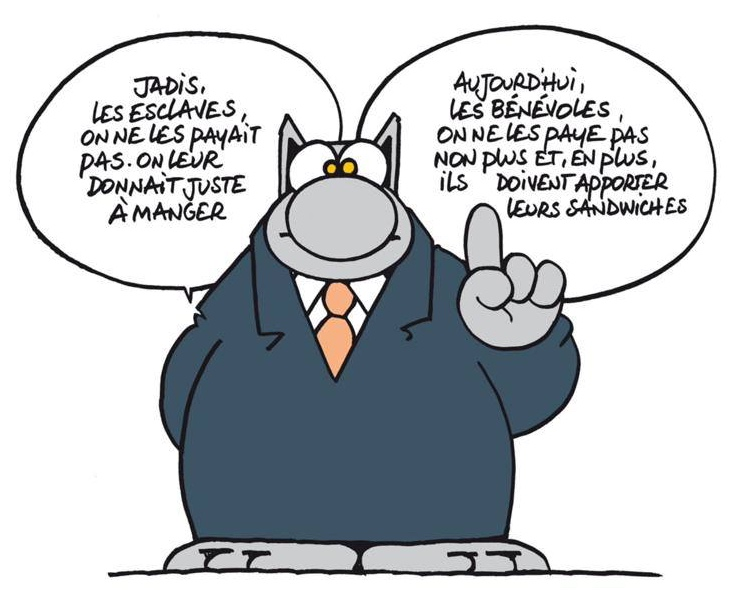 JADIS,
LES ESCLAVES,
ON NE LES PAYAIT
PAS. ON LEUR
DONNAIT JUSTE
À MANGER
AUJOURD'HUI,
LES BÉNÉVOLES,
ON NE LES PAYE PAS
NON PLUS ET, EN PLUS,
ILS DOIVENT APPORTER
LEURS SANDWICHES